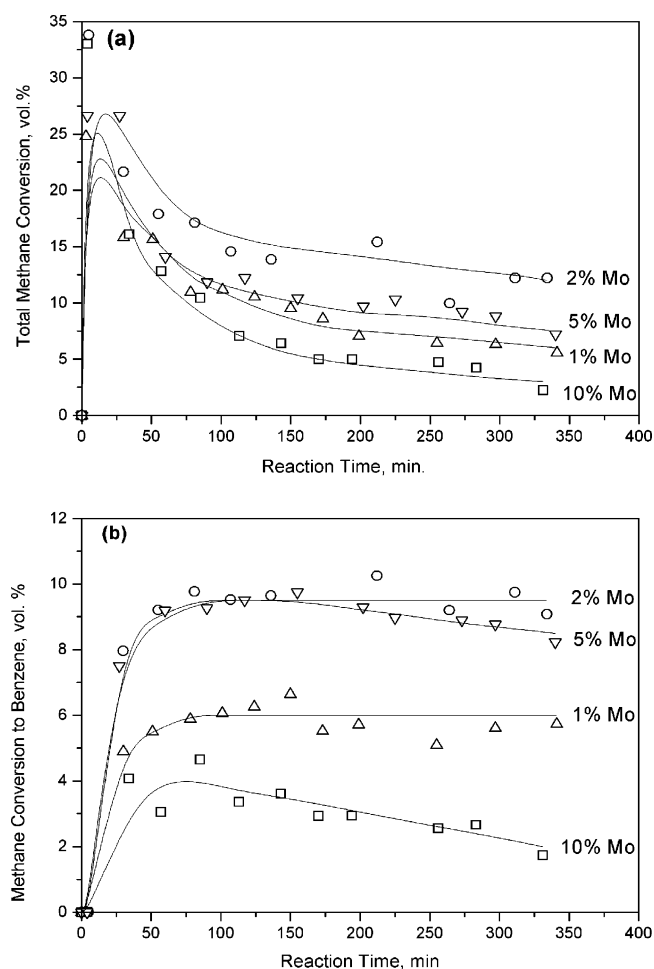 (a)
35
30
25
20
15
10
5
0
Total Methane Conversion, vol.%
2% Mo
5% Mo
1% Mo
10% Mo
0 50 100 150 200 250 300 350 400
Reaction Time, min.
(b)
12
10
8
6
4
2
0
Methane Conversion to Benzene, vol. %
2% Mo
5% Mo
1% Mo
10% Mo
0 50 100 150 200 250 300 350 400
Reaction Time, min